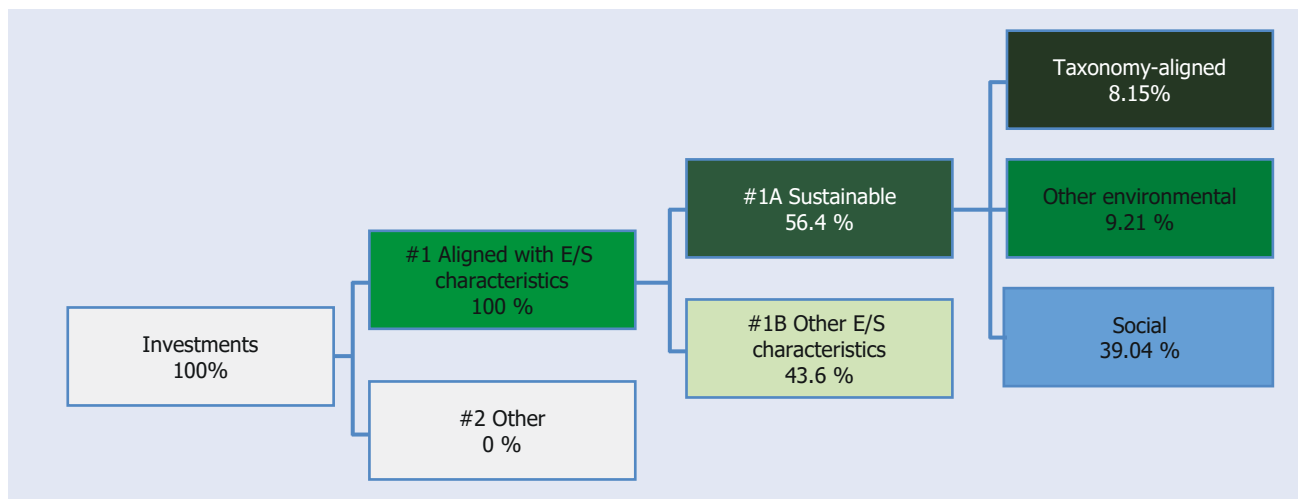 Investments
100%
#1 Aligned with E/S
characteristics
100 %
#2 Other
0 %
#1A Sustainable
56.4 %
#1B Other E/S
characteristics
43.6 %
Taxonomy-aligned
8.15%
Other environmental
9.21 %
Social
39.04 %